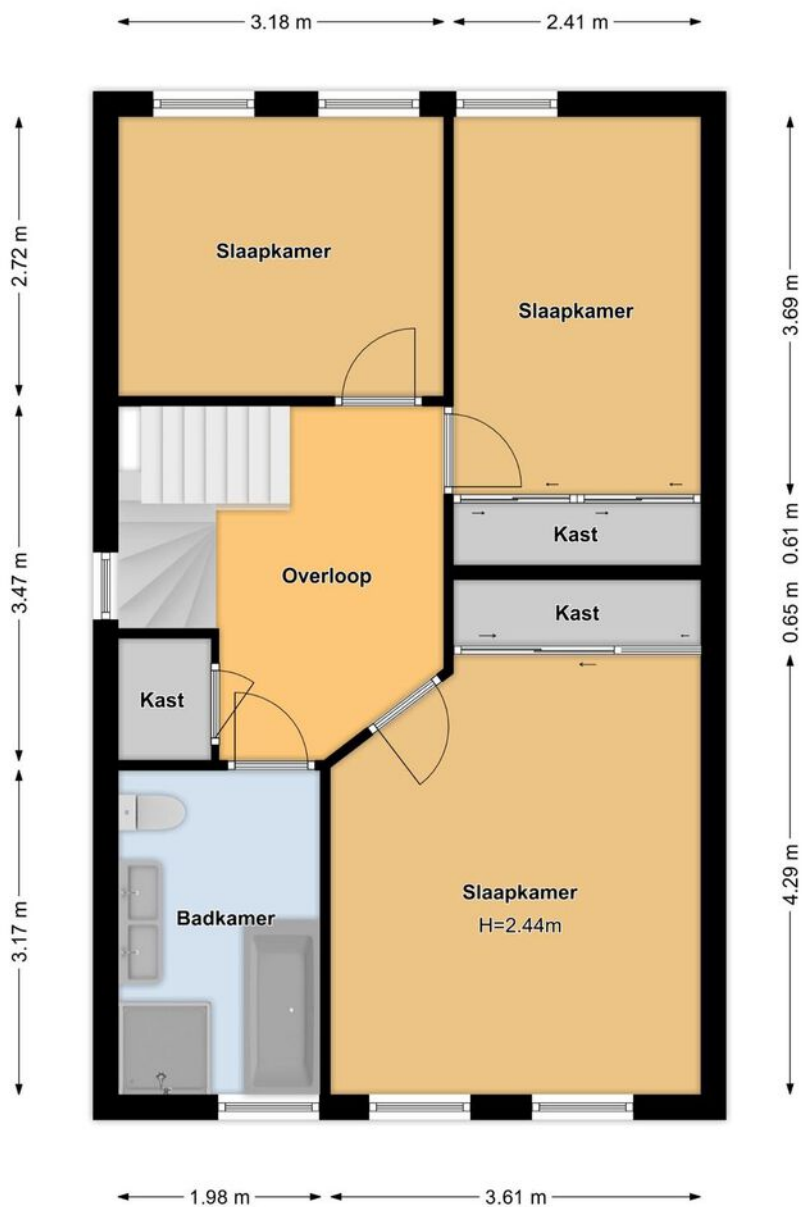 3.18 m
2.41 m
2.72 m
Slaapkamer
Slaapkamer
3.69 m
3.47 m
Overloop
Kast
0.61 m
Kast
0.65 m
Kast
3.17 m
Badkamer
Slaapkamer
H=2.44m
4.29 m
1.98 m
3.61 m